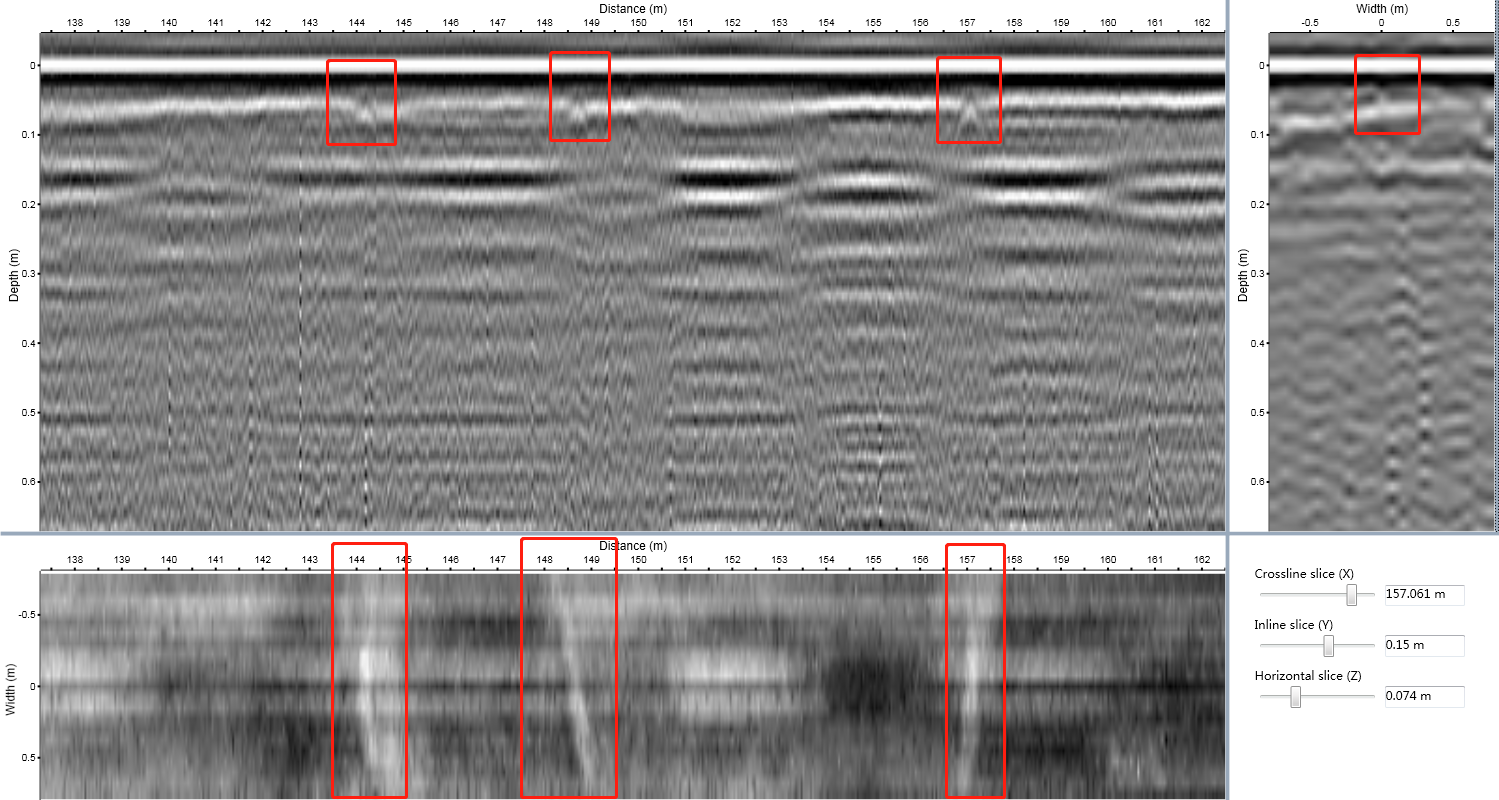 Distance (m)
138 139 140 141 142 143 144 145 146 147 148 149 150 151 152 153 154 155 156 157 158 159 160 161 162
0
0.1
0.2
0.3
0.4
0.5
0.6
Depth (m)
Width (m)
-0.5 0 0.5
0
0.1
0.2
0.3
0.4
0.5
0.6
Depth (m)
Distance (m)
138 139 140 141 142 143 144 145 146 147 148 149 150 151 152 153 154 155 156 157 158 159 160 161 162
-0.5
0
0.5
Width (m)
Crossline slice (X)
157.061 m
Inline slice (Y)
0.15 m
Horizontal slice (Z)
0.074 m